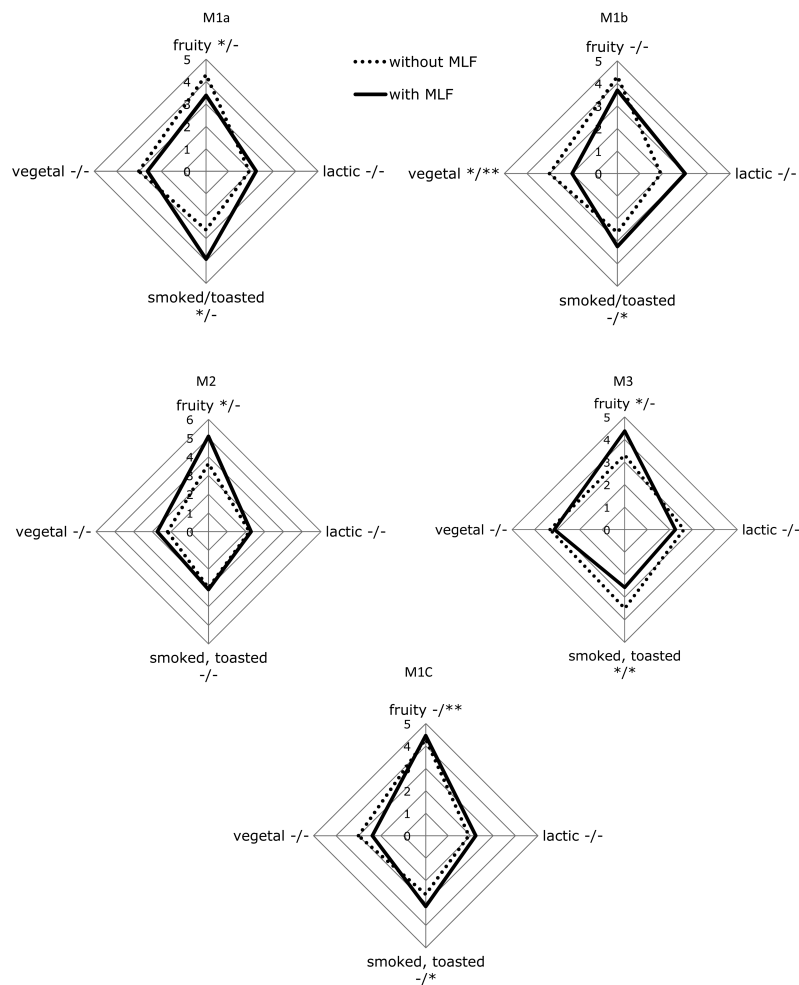 M1a
fruity */-
5
4
3
2
1
0
vegetal -/-
lactic -/-
smoked/toasted
*/-
without MLF
with MLF
M1b
fruity -/-
5
4
3
2
1
0
vegetal */**
lactic -/-
smoked/toasted
-/*
M2
fruity */-
6
5
4
3
2
1
0
vegetal -/-
lactic -/-
smoked, toasted
-/-
M3
fruity */-
5
4
3
2
1
0
vegetal -/-
lactic -/-
smoked, toasted
*/*
M1C
fruity -/**
5
4
3
2
1
0
vegetal -/-
lactic -/-
smoked, toasted
-/*